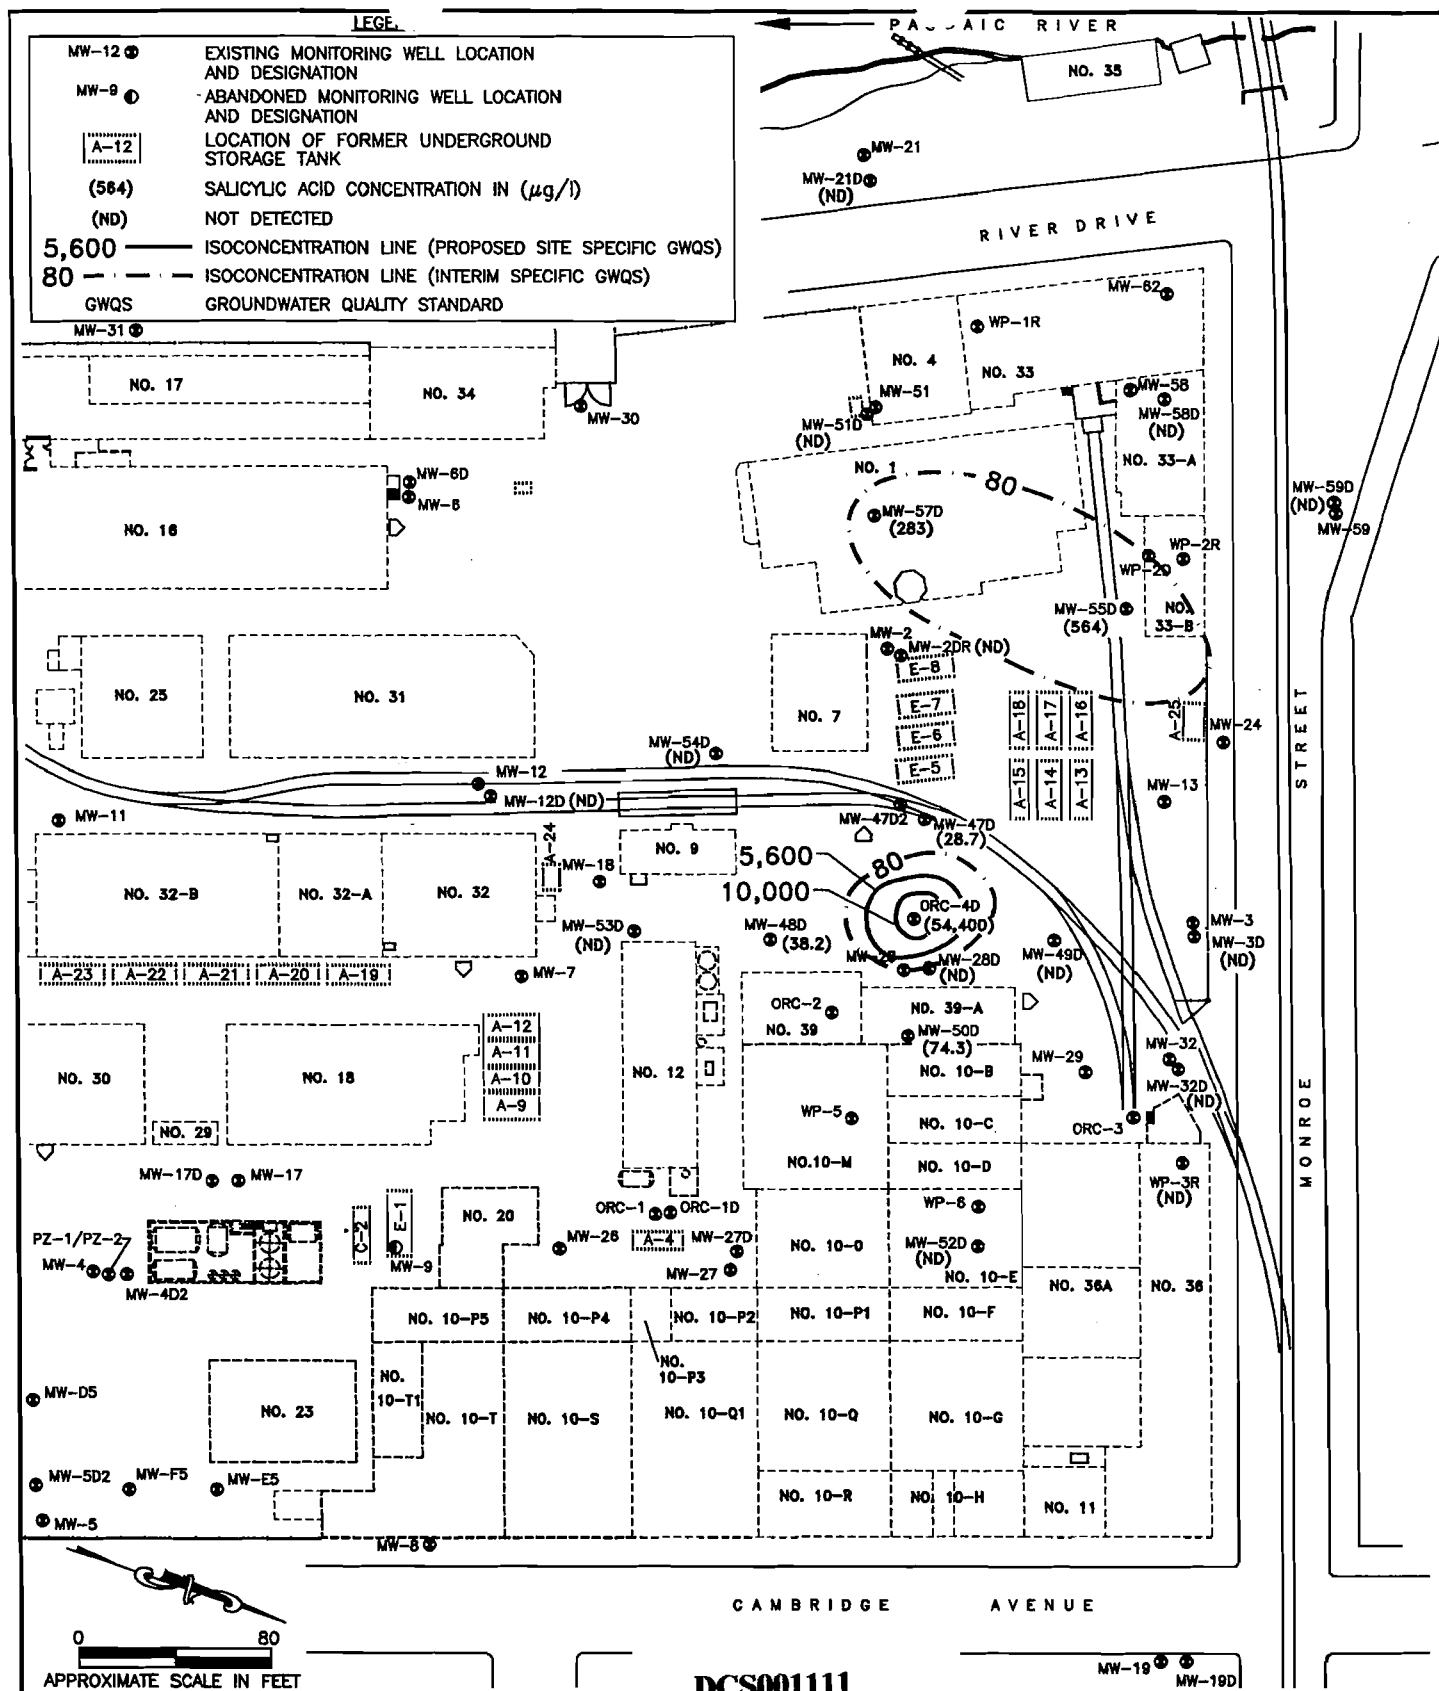 LEGE
MW-12 EXISTING MONITORING WELL LOCATION
AND DESIGNATION
MW-9 ABANDONED MONITORING WELL LOCATION
AND DESIGNATION
A-12 LOCATION OF FORMER UNDERGROUND
STORAGE TANK
(564) SALICYLIC ACID CONCENTRATION IN (μg/l)
(ND) NOT DETECTED
5,600 ISOCONCENTRATION LINE (PROPOSED SITE SPECIFIC GWQS)
80 ISOCONCENTRATION LINE (INTERIM SPECIFIC GWQS)
GWQS GROUNDWATER QUALITY STANDARD
RIVER
NO. 35
MW-21
MW-21D
(ND)
RIVER DRIVE
MW-62
MW-31
WP-1R
NO. 17
NO. 34
NO. 4
NO. 33
MW-30
MW-51
MW-51D
(ND)
MW-58
MW-58D
(ND)
NO. 33-A
NO. 1
80
MW-6D
MW-6
MW-57D
(283)
MW-59D
(ND)
MW-59
NO. 16
WP-2R
WP-2D
MW-55D
(564)
NO.
33-B
MW-2
MW-2DR (ND)
E-8
E-7
E-6
E-5
NO. 25
NO. 31
NO. 7
A-18
A-17
A-16
A-25
MW-24
MW-54D
(ND)
A-15
A-14
A-13
MW-13
MW-12
MW-12D (ND)
MW-11
MW-47D2
MW-47D
(28.7)
STREET
A-24
NO. 9
MW-18
5,600
80
10,000
NO. 32-B
NO. 32-A
NO. 32
ORC-4D
(54,400)
MW-53D
(ND)
MW-48D
(38.2)
MW-28
MW-28D
(ND)
MW-49D
(ND)
MW-3
MW-3D
(ND)
A-23
A-22
A-21
A-20
A-19
MW-7
ORC-2
NO. 39
NO. 39-A
MW-50D
(74.3)
A-12
A-11
A-10
A-9
NO. 30
NO. 18
NO. 12
NO. 10-B
MW-29
MW-32
MW-32D
(ND)
NO. 29
WP-5
NO. 10-C
ORC-3
NO.10-M
NO. 10-D
MW-17D
MW-17
WP-3R
(ND)
MONROE
C-2
E-1
NO. 20
ORC-1
ORC-1D
WP-6
PZ-1/PZ-2
MW-4
MW-4D2
MW-9
MW-26
A-4
MW-27D
MW-27
NO. 10-O
MW-52D
(ND)
NO. 10-E
NO. 36A
NO. 36
NO. 10-P5
NO. 10-P4
NO. 10-P2
NO. 10-P1
NO. 10-F
NO.
10-P3
MW-D5
NO. 23
NO.
10-T1
NO. 10-T
NO. 10-S
NO. 10-Q1
NO. 10-Q
NO. 10-G
MW-5D2
MW-F5
MW-E5
NO. 10-R
NO. 10-H
NO. 11
MW-5
MW-8
CAMBRIDGE AVENUE
0 80
APPROXIMATE SCALE IN FEET
DCS001111
MW-19
MW-19D